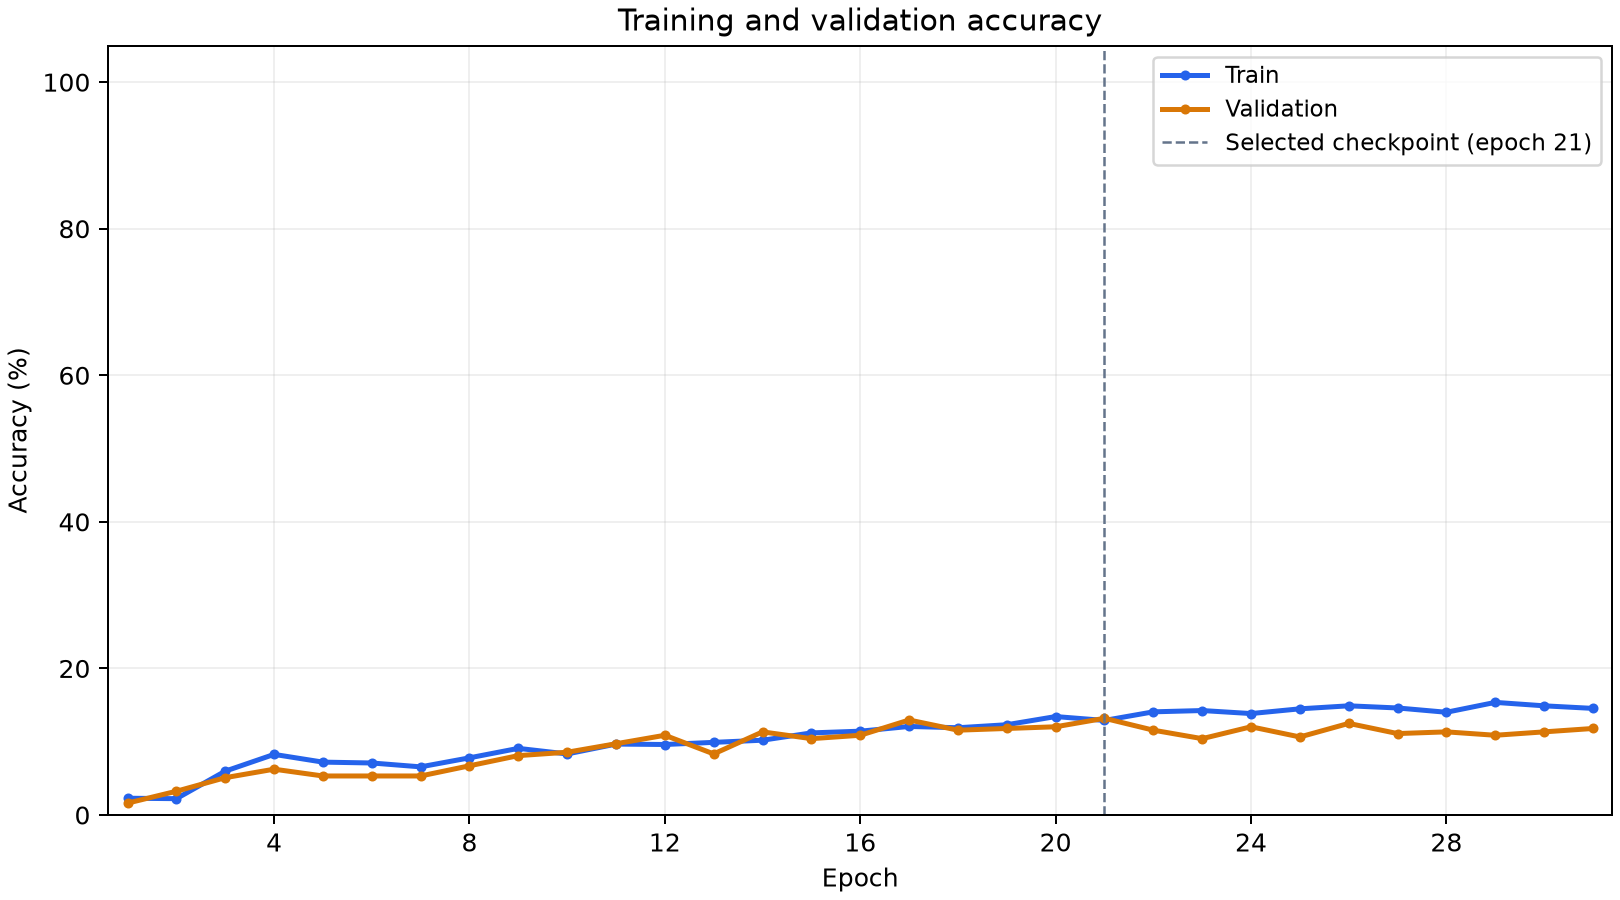 Training and validation accuracy
Train
Validation
Selected checkpoint (epoch 21)
Accuracy (%)
100
80
60
40
20
0
4 8 12 16 20 24 28
Epoch